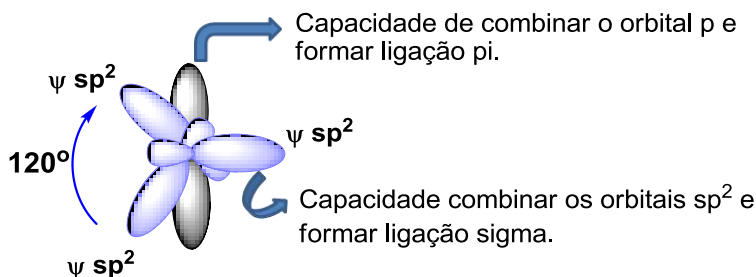 Capacidade de combinar o orbital p e
formar ligação pi.
ψ sp²
ψ sp²
120º
Capacidade combinar os orbitais sp² e
formar ligação sigma.
ψ sp²